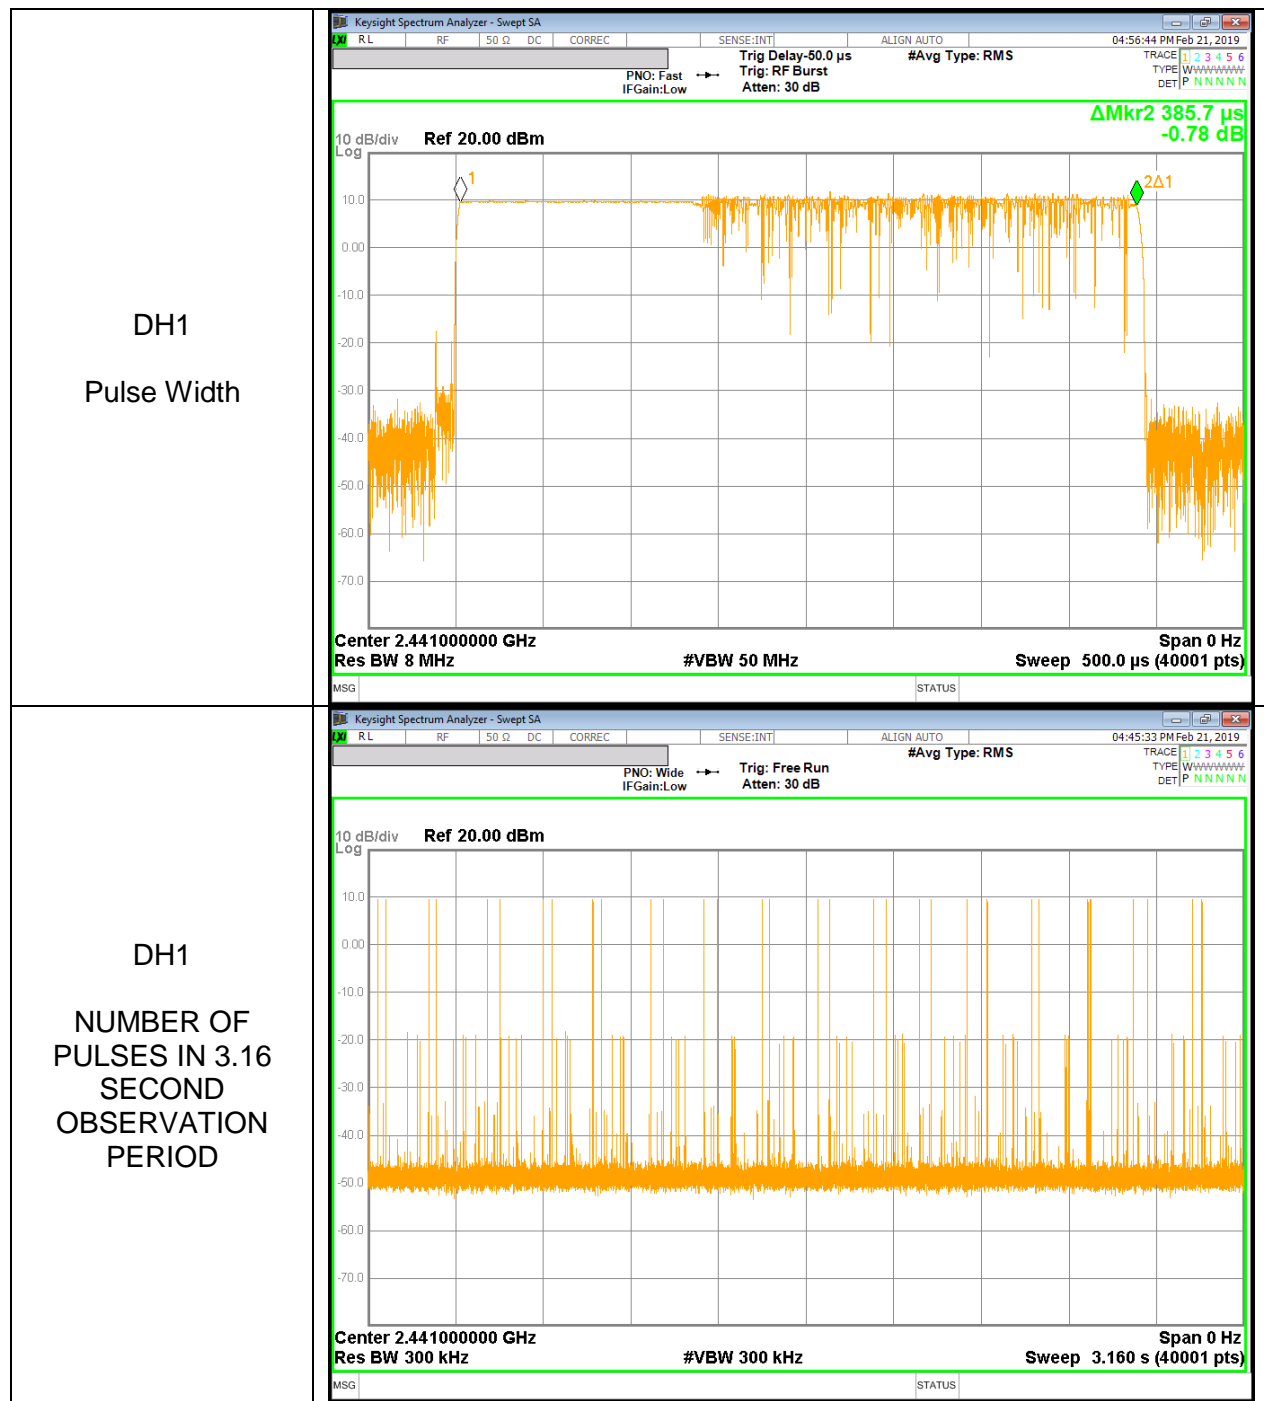 DH1
Pulse Width
Keysight Spectrum Analyzer - Swept SA
LXI RL RF 50 Ω DC CORREC SENSE:INT ALIGN AUTO 04:56:44 PM Feb 21, 2019
Trig Delay-50.0 µs #Avg Type: RMS TRACE 1 2 3 4 5 6
PNO: Fast Trig: RF Burst TYPE WWWWWW
IFGain:Low Atten: 30 dB DET P N N N N N
ΔMkr2 385.7 µs
-0.78 dB
10 dB/div Ref 20.00 dBm
Log
1
2Δ1
10.0
0.00
-10.0
-20.0
-30.0
-40.0
-50.0
-60.0
-70.0
Center 2.441000000 GHz Span 0 Hz
Res BW 8 MHz #VBW 50 MHz Sweep 500.0 µs (40001 pts)
MSG STATUS
DH1
NUMBER OF
PULSES IN 3.16
SECOND
OBSERVATION
PERIOD
Keysight Spectrum Analyzer - Swept SA
LXI RL RF 50 Ω DC CORREC SENSE:INT ALIGN AUTO 04:45:33 PM Feb 21, 2019
#Avg Type: RMS TRACE 1 2 3 4 5 6
PNO: Wide Trig: Free Run TYPE WWWWWW
IFGain:Low Atten: 30 dB DET P N N N N N
10 dB/div Ref 20.00 dBm
Log
10.0
0.00
-10.0
-20.0
-30.0
-40.0
-50.0
-60.0
-70.0
Center 2.441000000 GHz Span 0 Hz
Res BW 300 kHz #VBW 300 kHz Sweep 3.160 s (40001 pts)
MSG STATUS